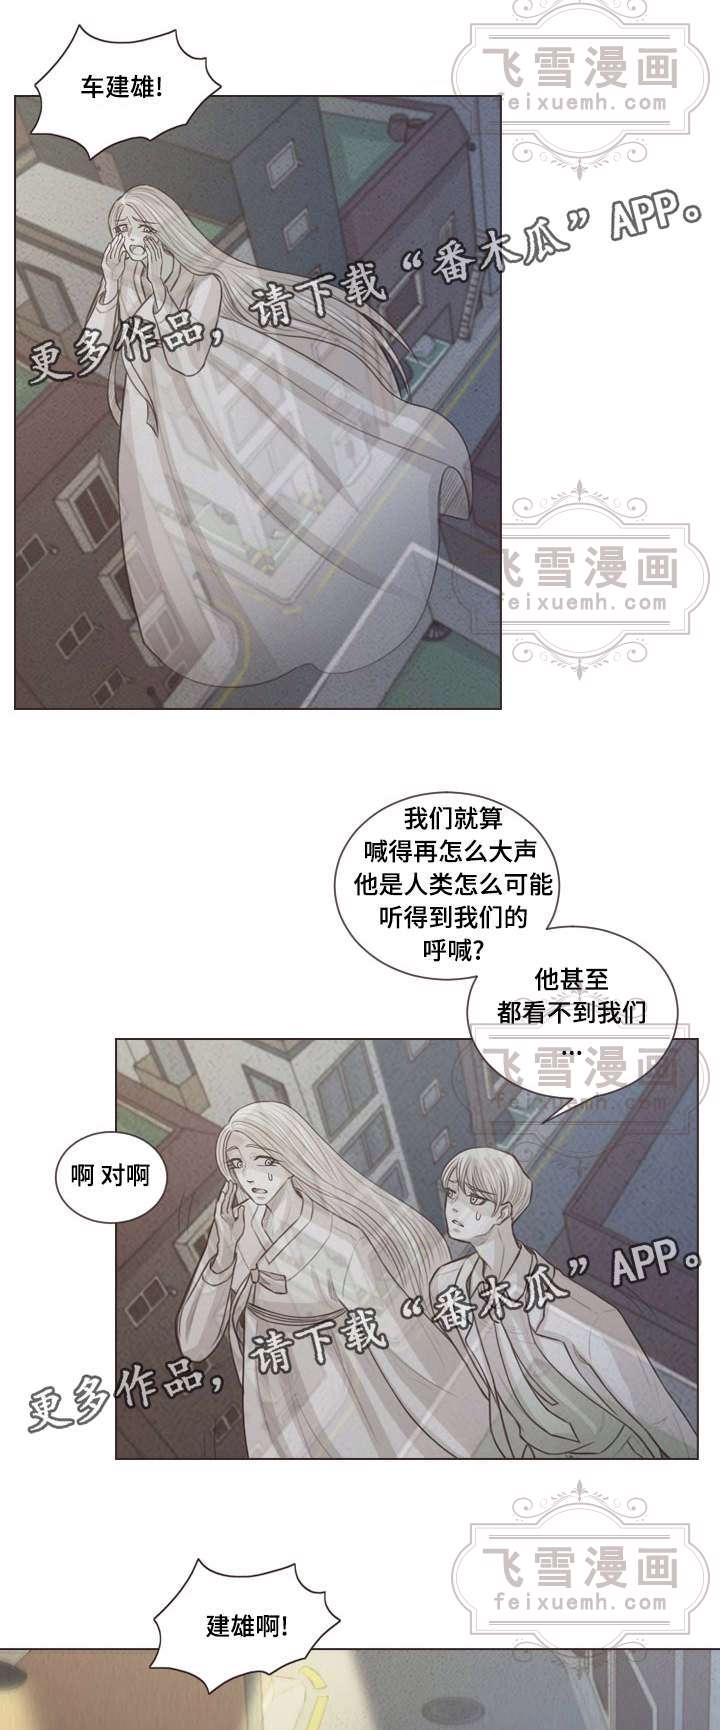 飞雪漫画
feixuemh.com
车建雄!
更多作品，请下载“番木瓜”APP。
飞雪漫画
feixuemh.com
我们就算
喊得再怎么大声
他是人类怎么可能
听得到我们的
呼喊?
他甚至
都看不到我们
...
飞雪漫画
feixuemh.com
啊 对啊
更多作品，请下载“番木瓜”APP。
飞雪漫画
feixuemh.com
建雄啊!